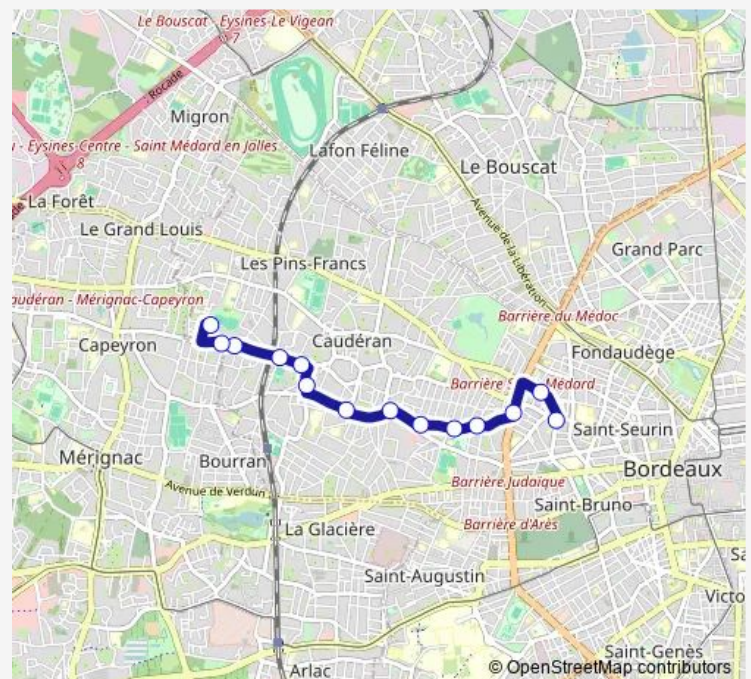 Le Bouscat - Eysines-Le Vigean
7
Rocade
Migron
- Eysines-Centre - Saint Médard en Jalles
8
Lafon Féline
Le Bouscat
La Forêt
Le Grand Louis
Avenue de la Libération
Grand Parc
Les Pins-Francs
audéran - Mérignac-Capeyron
Barrière du Médoc
Capeyron
Caudéran
Fondaudège
Barrière S Médard
Saint-Seurin
Mérignac
Bourran
Bordeaux
Avenue de Verdun
Barrière Judaïque
Saint-Bruno
La Glacière
Barrière d'Arès
Saint-Augustin
Victo
Saint-Genès
Arlac
© OpenStreetMap contributors